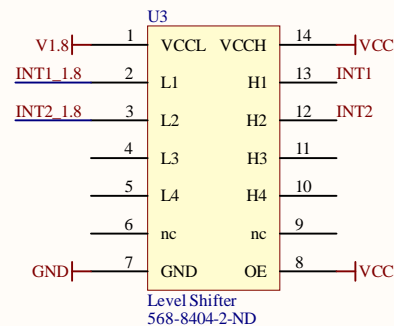 U3
V1.8 1 VCCL VCCH 14 VCC
INT1_1.8 2 L1 H1 13 INT1
INT2_1.8 3 L2 H2 12 INT2
4 L3 H3 11
5 L4 H4 10
6 nc nc 9
GND 7 GND OE 8 VCC
Level Shifter
568-8404-2-ND